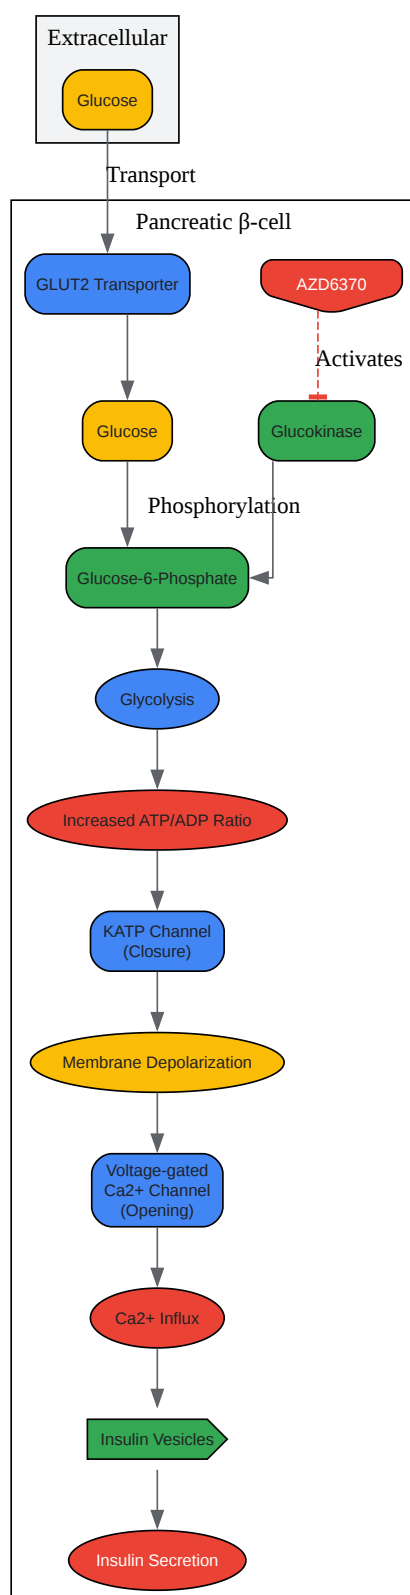 Extracellular
Glucose
Transport
Pancreatic β-cell
GLUT2 Transporter
AZD6370
Activates
Glucose
Glucokinase
Phosphorylation
Glucose-6-Phosphate
Glycolysis
Increased ATP/ADP Ratio
KATP Channel
(Closure)
Membrane Depolarization
Voltage-gated
Ca2+ Channel
(Opening)
Ca2+ Influx
Insulin Vesicles
Insulin Secretion